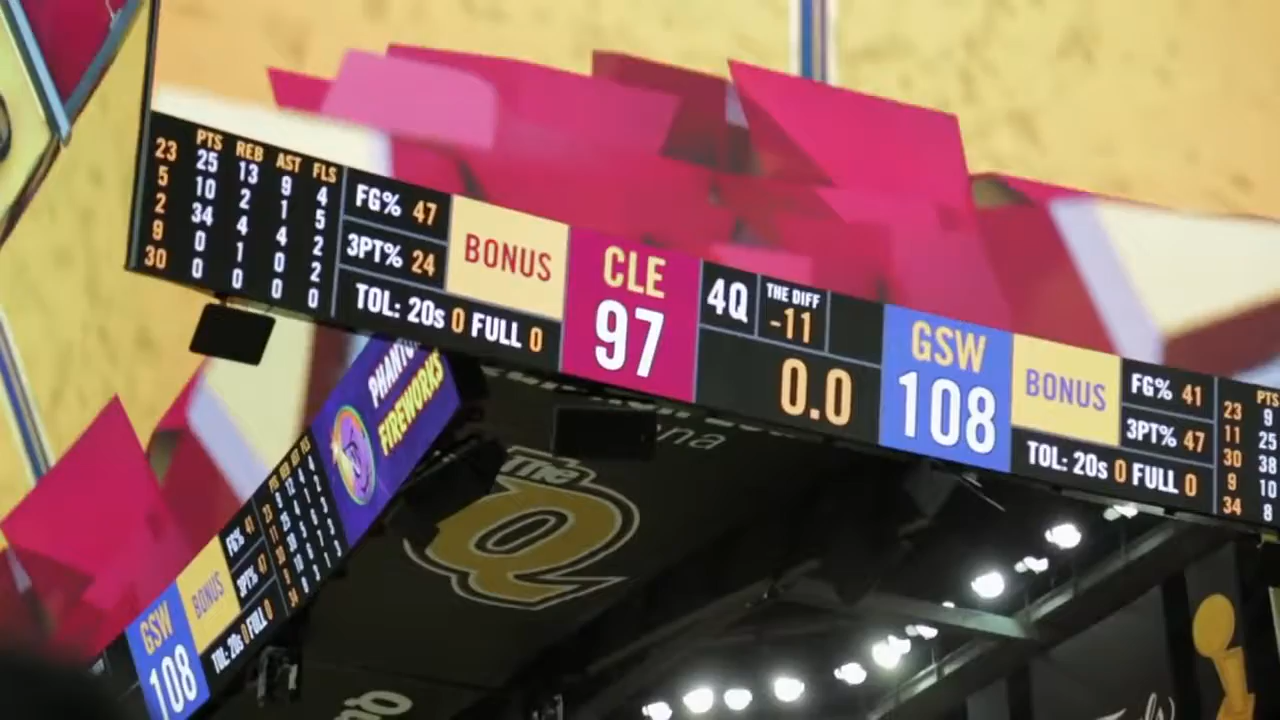 PTS REB AST FLS
23 25 13 9 4
5 10 2 1 5
2 34 4 4 2
9 0 1 0 2
30 0 0 0 0
FG% 47
3PT% 24
BONUS
TOL: 20s 0 FULL 0
CLE
97
4Q
THE DIFF
-11
0.0
GSW
108
BONUS
FG% 41
3PT% 47
TOL: 20s 0 FULL 0
PTS
23 9
11 25
30 38
9 10
34 8
PHANTO
FIREWORKS
The
Q
GSW
108
BONUS
FG% 41
3PT% 47
TOL: 20s 0 FULL 0